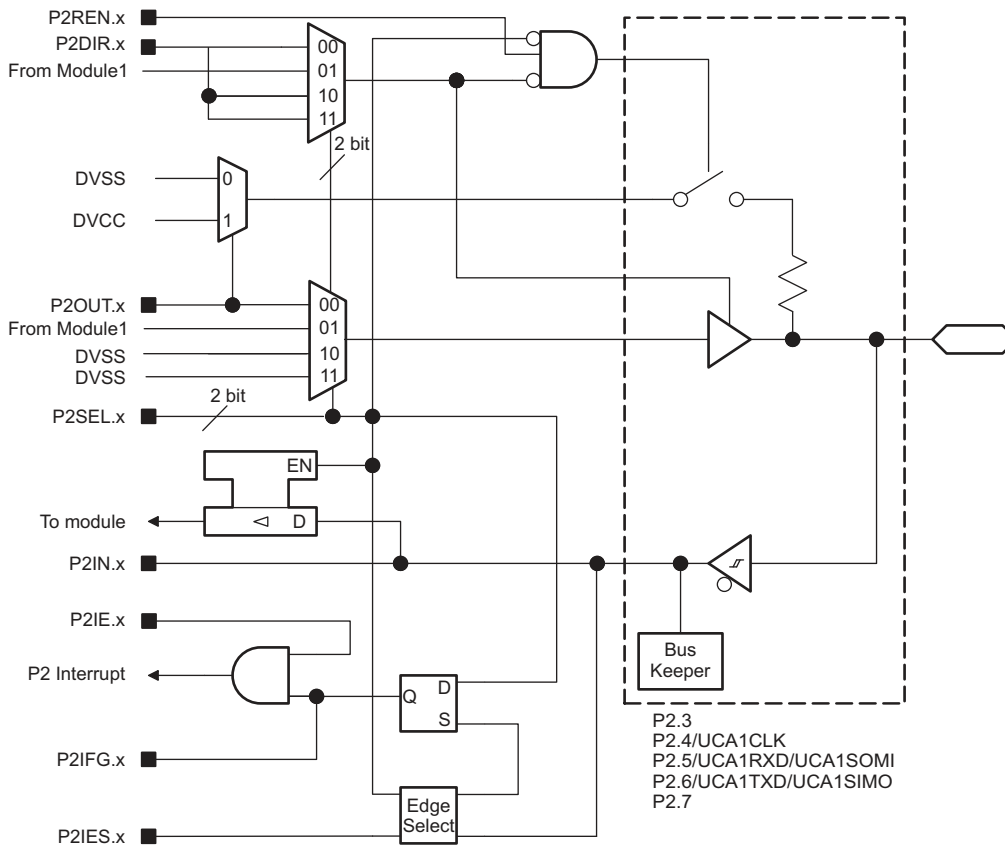 P2REN.x
P2DIR.x
From Module1
00
01
10
11
2 bit
DVSS
DVCC
0
1
P2OUT.x
From Module1
DVSS
DVSS
00
01
10
11
2 bit
P2SEL.x
EN
D
To module
P2IN.x
P2IE.x
P2 Interrupt
Q
D
S
P2IFG.x
Edge
Select
P2IES.x
Bus
Keeper
P2.3
P2.4/UCA1CLK
P2.5/UCA1RXD/UCA1SOMI
P2.6/UCA1TXD/UCA1SIMO
P2.7